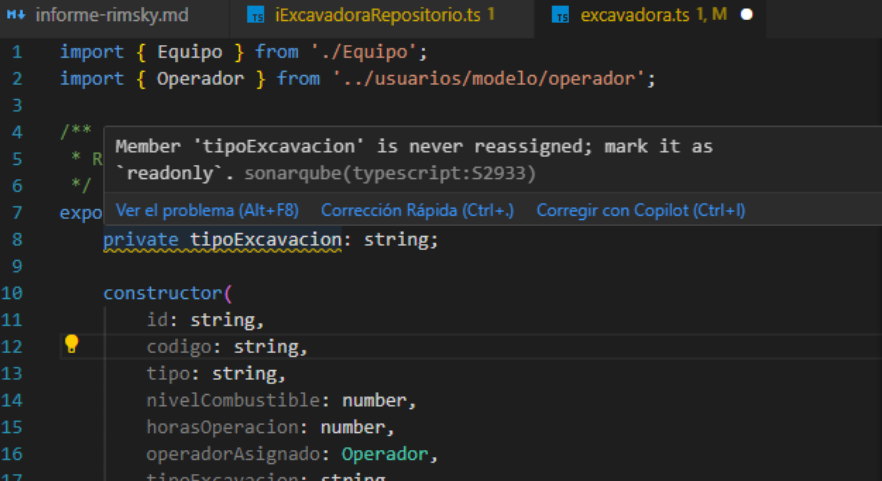 M↓ informe-rimsky.md TS iExcavadoraRepositorio.ts 1 TS excavadora.ts 1, M ●
1 import { Equipo } from './Equipo';
2 import { Operador } from '../usuarios/modelo/operador';
3
4 /**
5 * R
6 */
7 expo
Member 'tipoExcavacion' is never reassigned; mark it as
`readonly`. sonarqube(typescript:S2933)
Ver el problema (Alt+F8) Corrección Rápida (Ctrl+.) Corregir con Copilot (Ctrl+I)
8 private tipoExcavacion: string;
9
10 constructor(
11 id: string,
12 codigo: string,
13 tipo: string,
14 nivelCombustible: number,
15 horasOperacion: number,
16 operadorAsignado: Operador,
17 tipoExcavacion: string